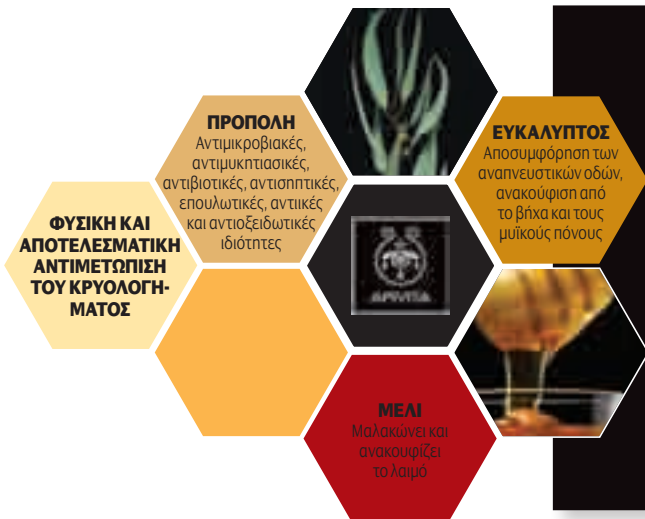 ΠΡΟΠΟΛΗ
Αντιμικροβιακές,
αντιμυκητιασικές,
αντιβιοτικές, αντισηπτικές,
επουλωτικές, αντιικές
και αντιοξειδωτικές
ιδιότητες
ΕΥΚΑΛΥΠΤΟΣ
Αποσυμφόρηση των
αναπνευστικών οδών,
ανακούφιση από
το βήχα και τους
μυϊκούς πόνους
ΦΥΣΙΚΗ ΚΑΙ
ΑΠΟΤΕΛΕΣΜΑΤΙΚΗ
ΑΝΤΙΜΕΤΩΠΙΣΗ
ΤΟΥ ΚΡΥΟΛΟΓΗ-
ΜΑΤΟΣ
APIVITA
ΜΕΛΙ
Μαλακώνει και
ανακουφίζει
το λαιμό